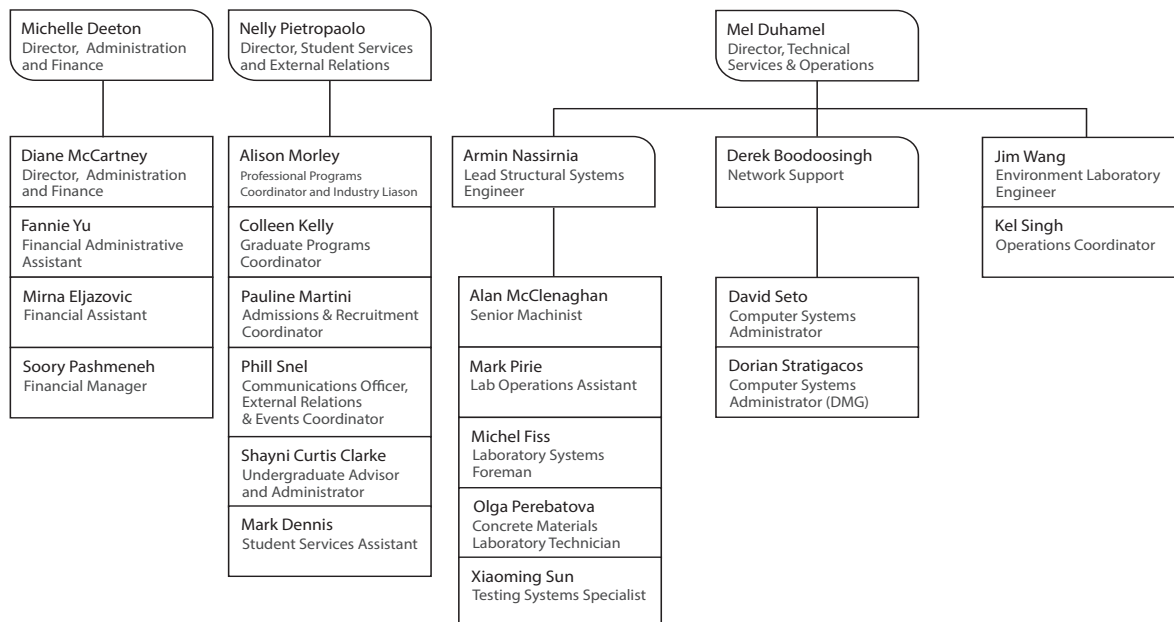 Michelle Deeton
Director, Administration
and Finance
Diane McCartney
Director, Administration
and Finance
Fannie Yu
Financial Administrative
Assistant
Mirna Eljazovic
Financial Assistant
Soory Pashmeneh
Financial Manager
Nelly Pietropaolo
Director, Student Services
and External Relations
Alison Morley
Professional Programs
Coordinator and Industry Liason
Colleen Kelly
Graduate Programs
Coordinator
Pauline Martini
Admissions & Recruitment
Coordinator
Phill Snel
Communications Officer,
External Relations
& Events Coordinator
Shayni Curtis Clarke
Undergraduate Advisor
and Administrator
Mark Dennis
Student Services Assistant
Mel Duhamel
Director, Technical
Services & Operations
Armin Nassirnia
Lead Structural Systems
Engineer
Alan McClenaghan
Senior Machinist
Mark Pirie
Lab Operations Assistant
Michel Fiss
Laboratory Systems
Foreman
Olga Perebatova
Concrete Materials
Laboratory Technician
Xiaoming Sun
Testing Systems Specialist
Derek Boodoosingh
Network Support
David Seto
Computer Systems
Administrator
Dorian Stratigacos
Computer Systems
Administrator (DMG)
Jim Wang
Environment Laboratory
Engineer
Kel Singh
Operations Coordinator